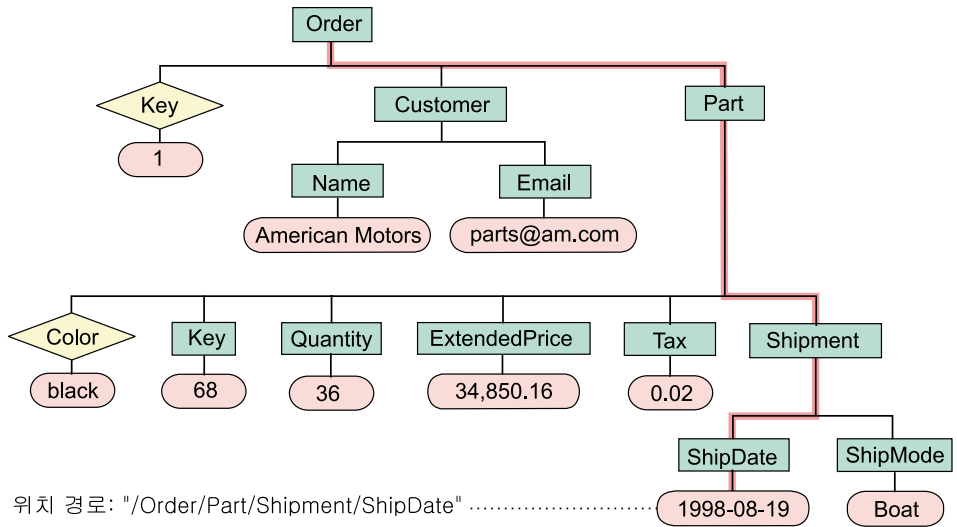 Order
Key
Customer
Part
1
Name
Email
American Motors
parts@am.com
Color
Key
Quantity
ExtendedPrice
Tax
Shipment
black
68
36
34,850.16
0.02
ShipDate
ShipMode
위치 경로: "/Order/Part/Shipment/ShipDate"
1998-08-19
Boat